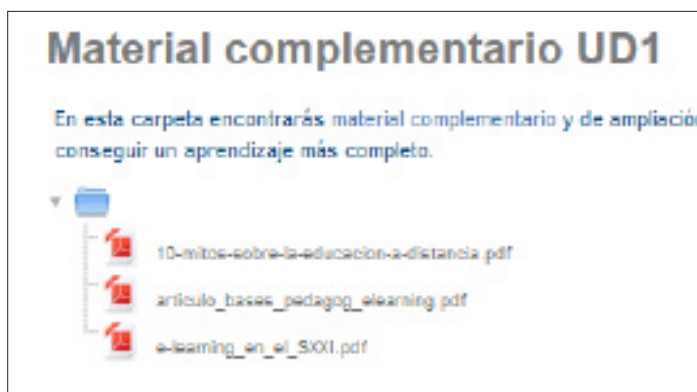 Material complementario UD1
En esta carpeta encontrarás material complementario y de ampliación
conseguir un aprendizaje más completo.
10-mitos-sobre-la-educacion-a-distancia.pdf
articulo_bases_pedagog_elearning.pdf
e-learning_en_el_SXXI.pdf